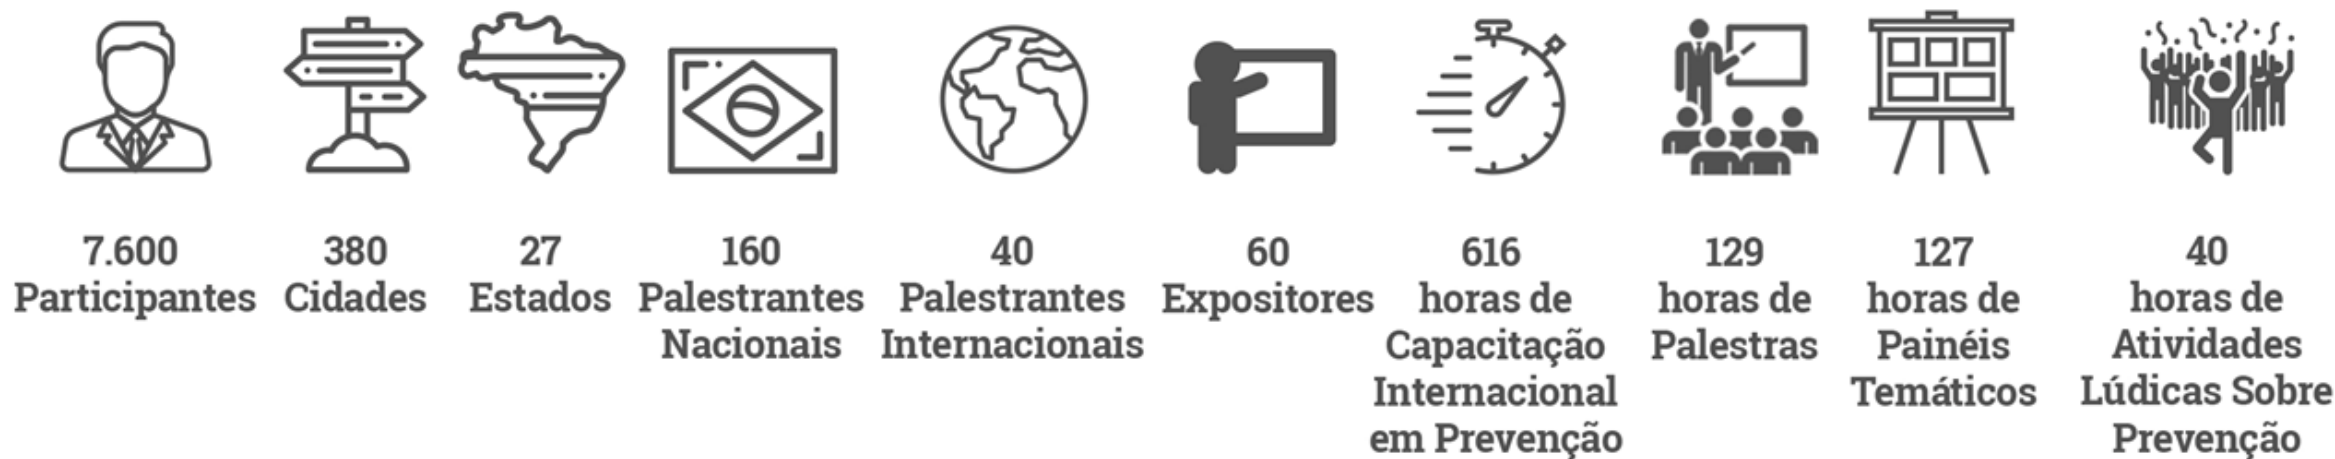 7.600
Participantes
380
Cidades
27
Estados
160
Palestrantes
Nacionais
40
Palestrantes
Internacionais
60
Expositores
616
horas de
Capacitação
Internacional
em Prevenção
129
horas de
Palestras
127
horas de
Painéis
Temáticos
40
horas de
Atividades
Lúdicas Sobre
Prevenção